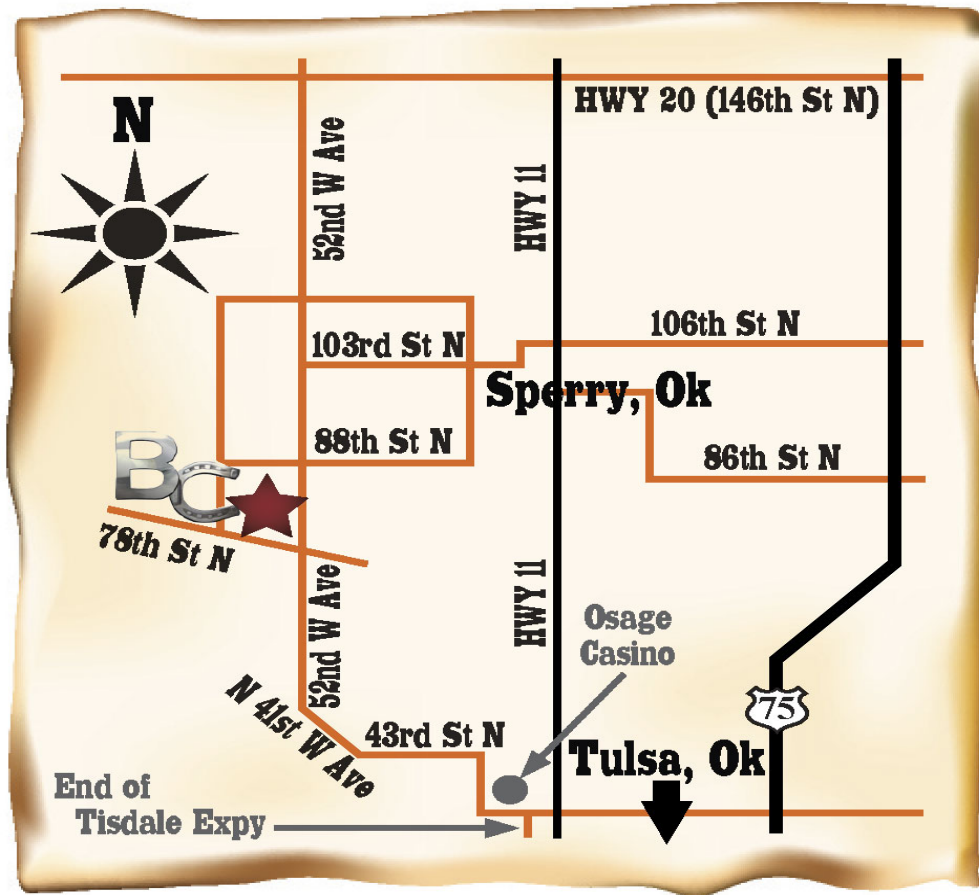 N
HWY 20 (146th St N)
52nd W Ave
HWY 11
106th St N
103rd St N
Sperry, Ok
88th St N
86th St N
BC
78th St N
52nd W Ave
HWY 11
Osage
Casino
N 41st W Ave
43rd St N
75
Tulsa, Ok
End of
Tisdale Expy